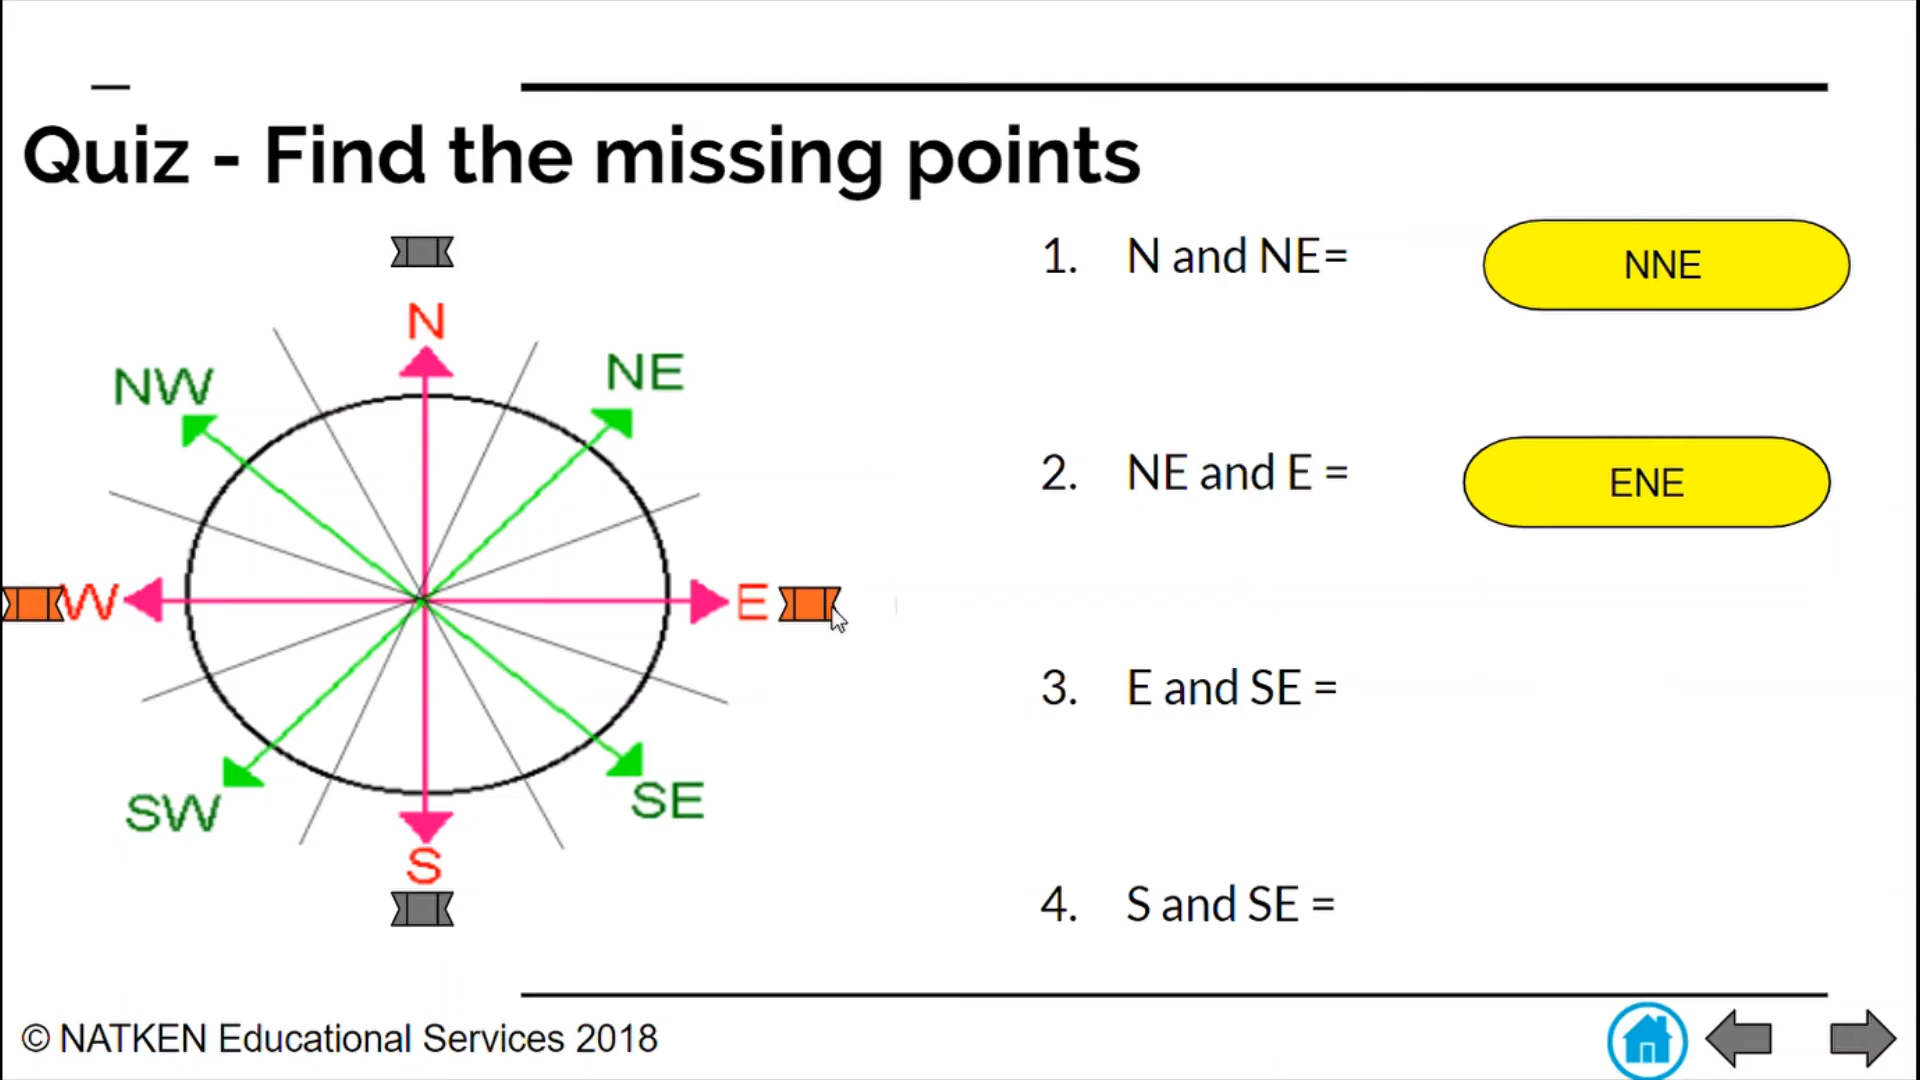 Quiz - Find the missing points
N
NW
NE
W
E
SW
SE
S
1. N and NE=
NNE
2. NE and E =
ENE
3. E and SE =
4. S and SE =
© NATKEN Educational Services 2018